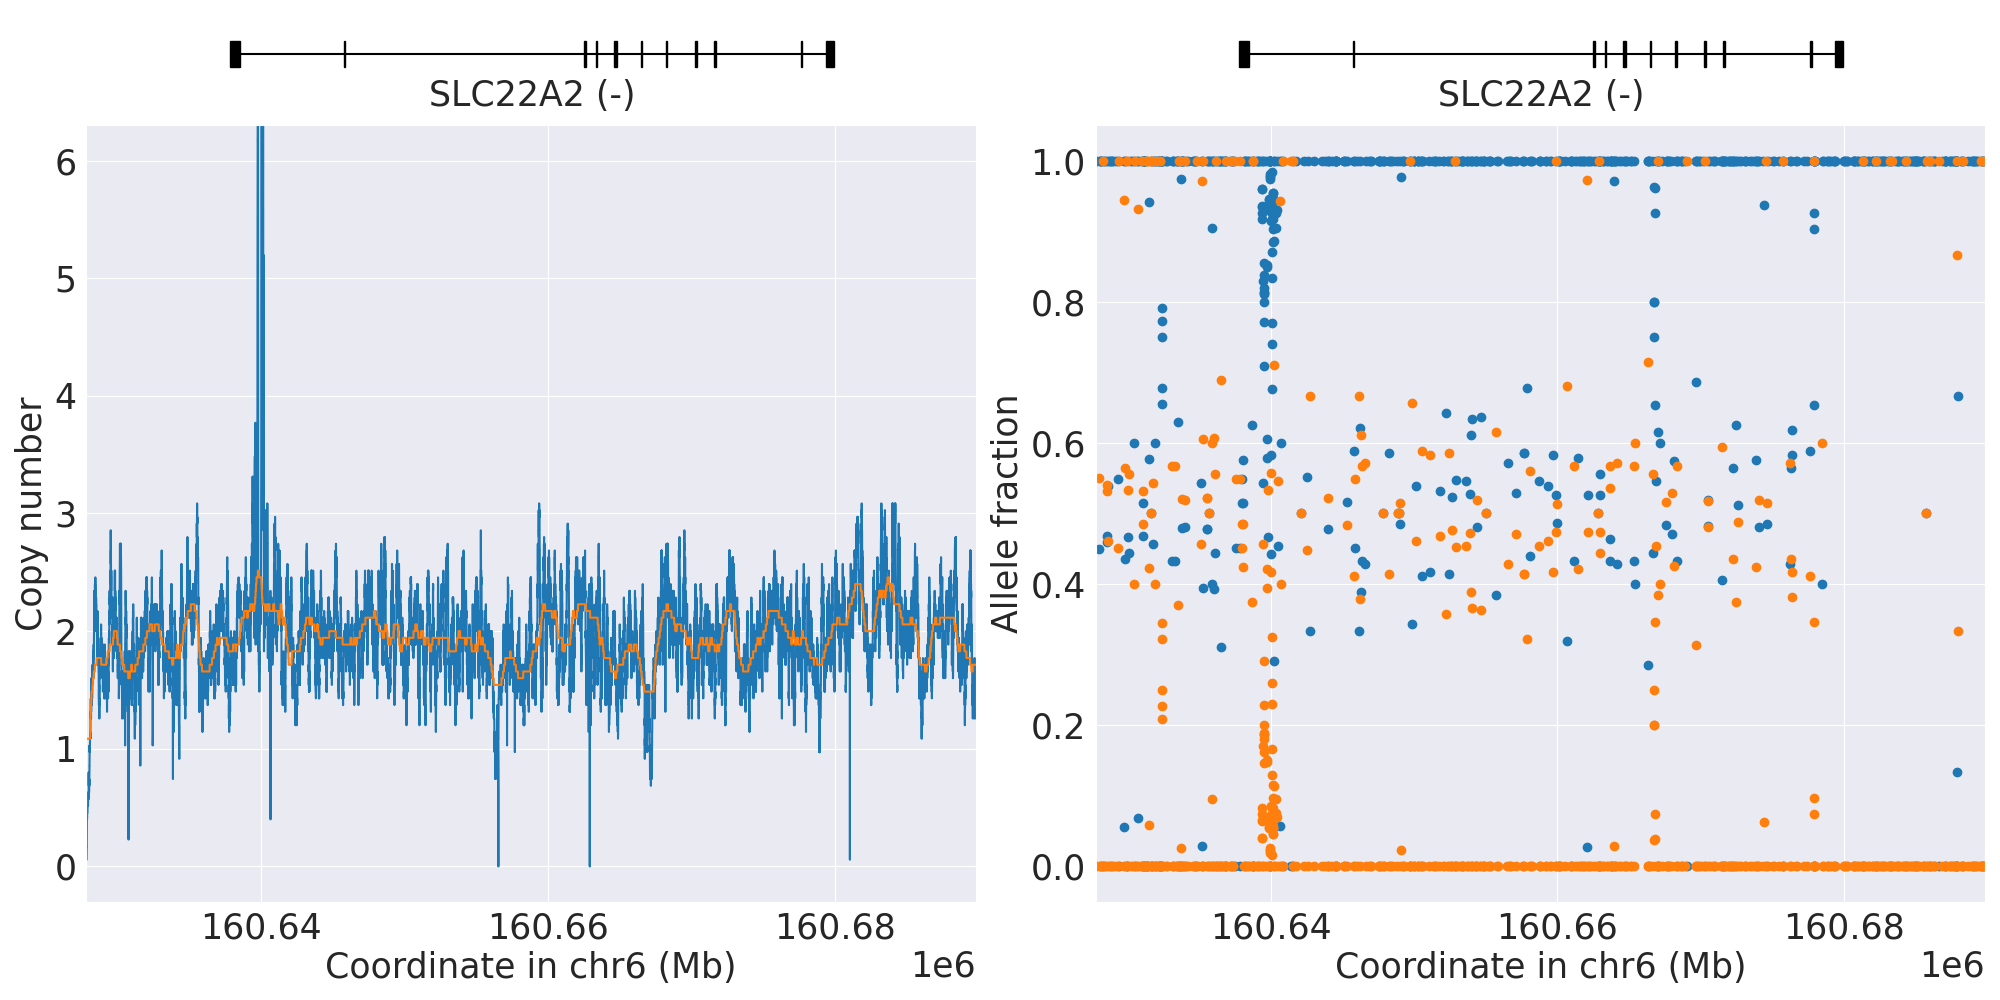 SLC22A2 (-)
6
5
4
3
2
1
0
Copy number
160.64
160.66
160.68
Coordinate in chr6 (Mb)
1e6
SLC22A2 (-)
1.0
0.8
0.6
0.4
0.2
0.0
Allele fraction
160.64
160.66
160.68
Coordinate in chr6 (Mb)
1e6